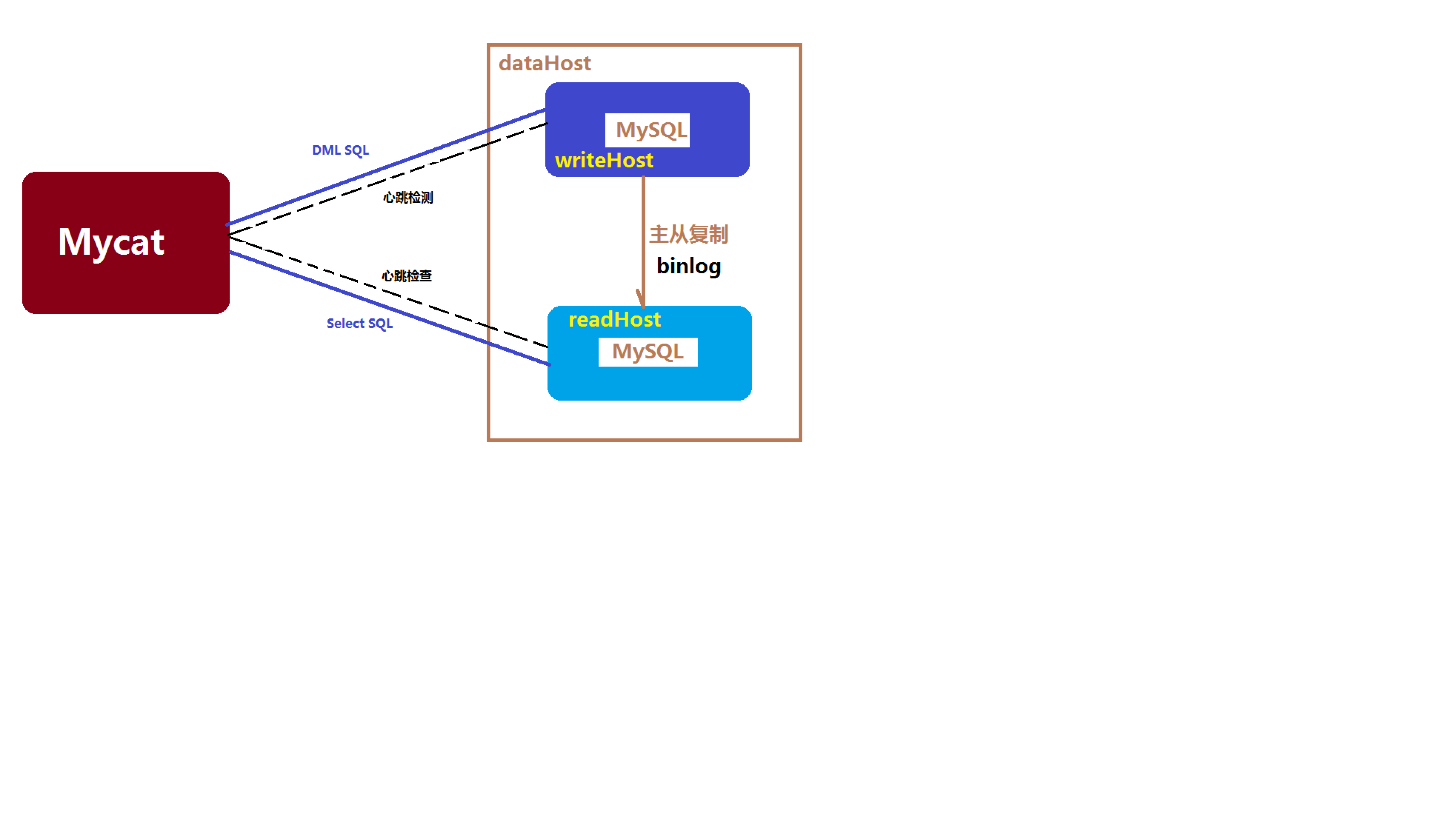 dataHost
MySQL
writeHost
DML SQL
心跳检测
Mycat
主从复制
binlog
心跳检查
Select SQL
readHost
MySQL